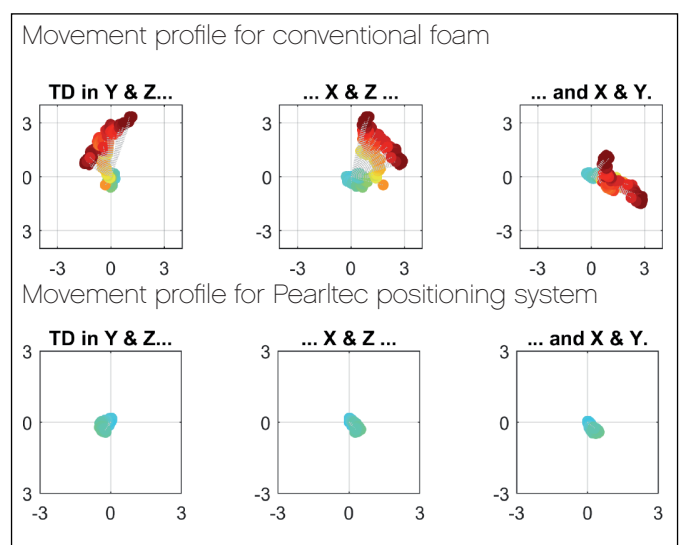 Movement profile for conventional foam
TD in Y & Z... ... X & Z ... ... and X & Y.
3 3 3
0 0 0
3 3 -3
-3 0 3 -3 0 3 -3 0 3
Movement profile for Pearltec positioning system
TD in Y & Z... ... X & Z ... ... and X & Y.
3 3 3
0 0 0
3 -3 -3
-3 0 3 -3 0 3 -3 0 3